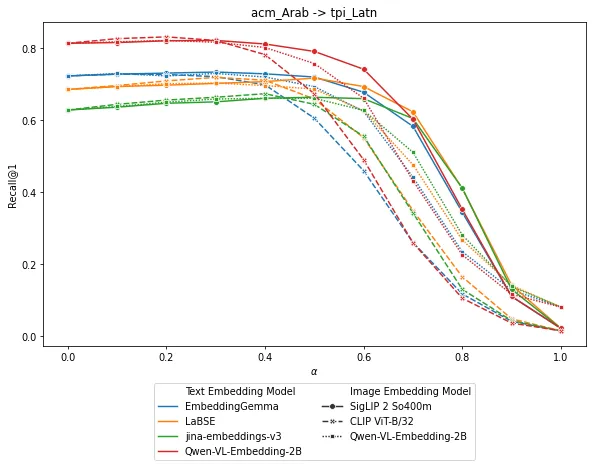 acm_Arab -> tpi_Latn
Recall@1
0.8
0.6
0.4
0.2
0.0
0.0 0.2 0.4 0.6 0.8 1.0
α
Text Embedding Model
EmbeddingGemma
LaBSE
jina-embeddings-v3
Qwen-VL-Embedding-2B
Image Embedding Model
SigLIP 2 So400m
CLIP ViT-B/32
Qwen-VL-Embedding-2B